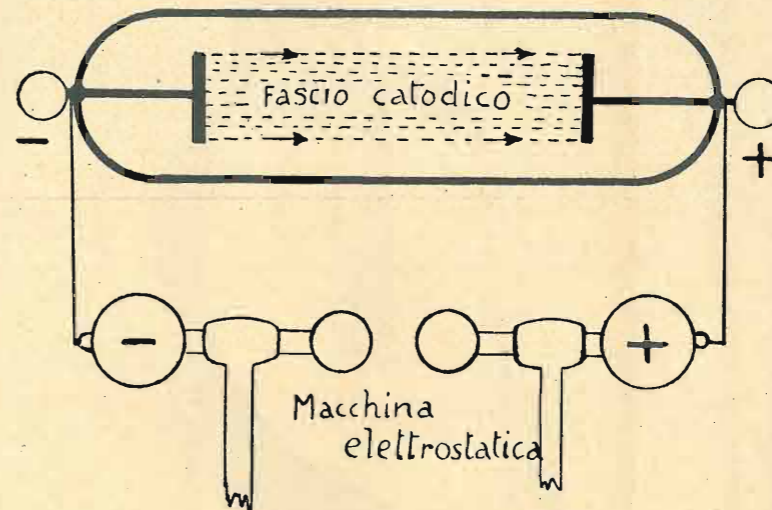 Fascio catodico
- +
- +
Macchina
elettrostatica